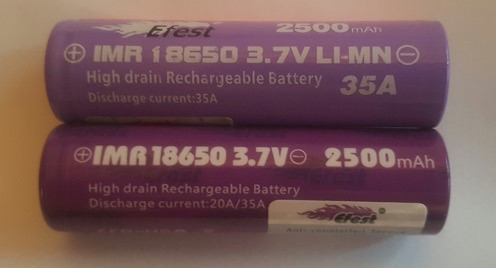 Efest 2500mAh
⊕ IMR 18650 3.7V LI-MN ⊖
High drain Rechargeable Battery 35A
Discharge current:35A
⊕IMR 18650 3.7V⊖ 2500mAh
High drain Rechargeable Battery
Discharge current:20A/35A
Efest